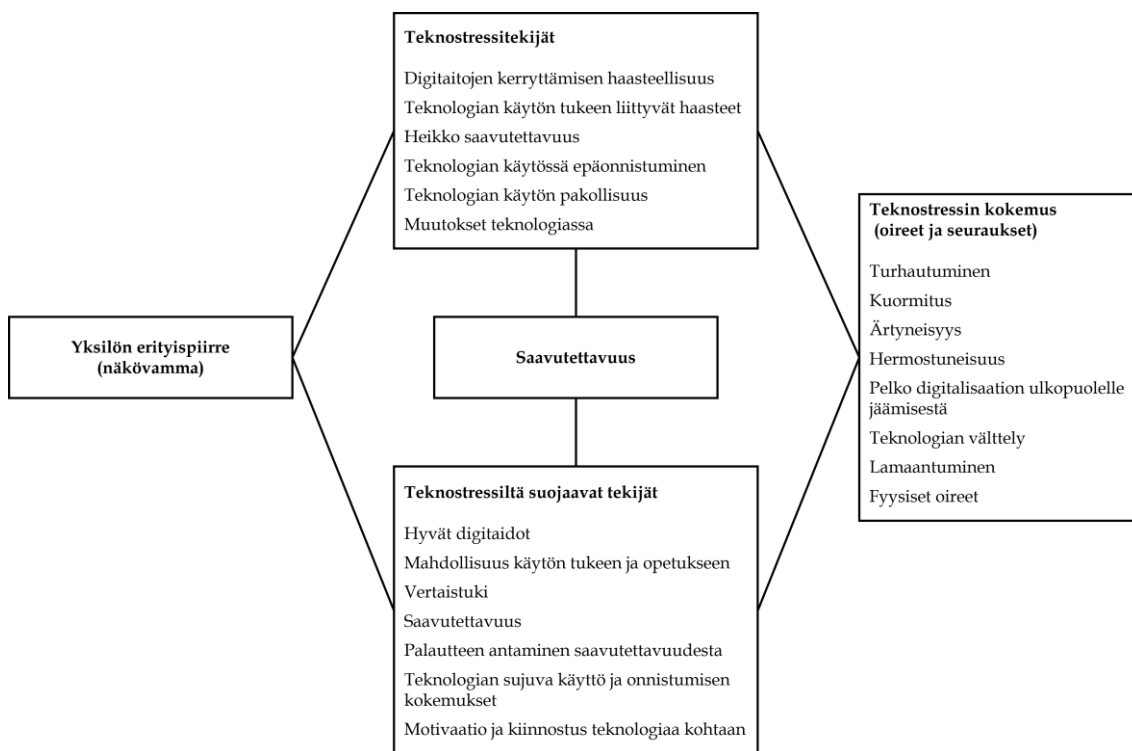 Teknostressitekijät
Digitaitojen kerryttämisen haasteellisuus
Teknologian käytön tukeen liittyvät haasteet
Heikko saavutettavuus
Teknologian käytössä epäonnistuminen
Teknologian käytön pakollisuus
Muutokset teknologiassa
Yksilön erityispiirre
(näkövamma)
Saavutettavuus
Teknostressiltä suojaavat tekijät
Hyvät digitaidot
Mahdollisuus käytön tukeen ja opetukseen
Vertaistuki
Saavutettavuus
Palautteen antaminen saavutettavuudesta
Teknologian sujuva käyttö ja onnistumisen
kokemukset
Motivaatio ja kiinnostus teknologiaa kohtaan
Teknostressin kokemus
(oireet ja seuraukset)
Turhautuminen
Kuormitus
Ärtyneisyys
Hermostuneisuus
Pelko digitalisaation ulkopuolelle
jäämisestä
Teknologian välttely
Lamaantuminen
Fyysiset oireet